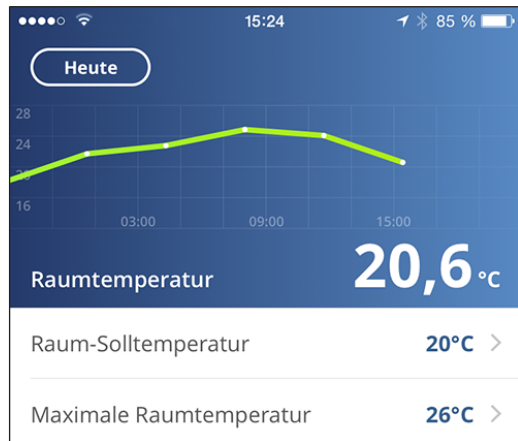 15:24 85 %
Heute
28
24
20
16
03:00 09:00 15:00
Raumtemperatur 20,6 °C
Raum-Solltemperatur 20°C
Maximale Raumtemperatur 26°C